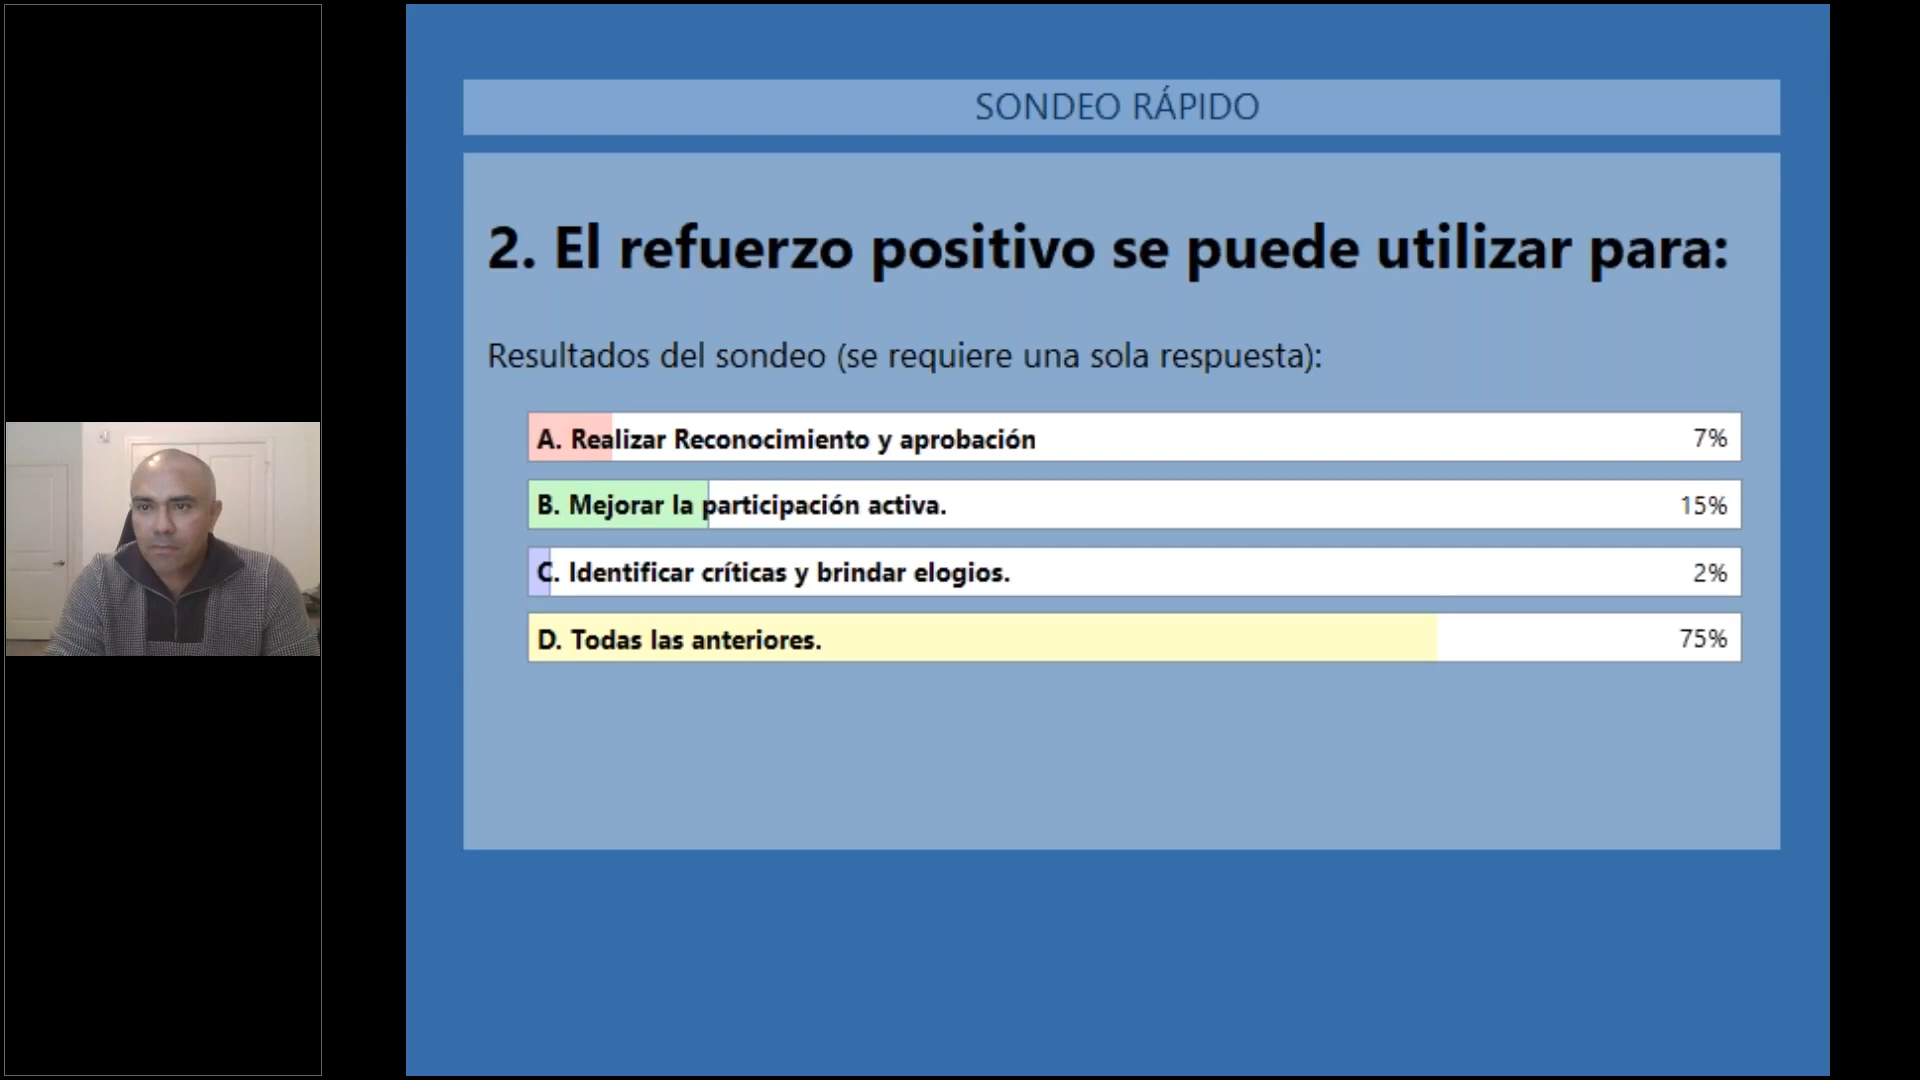 SONDEO RÁPIDO
2. El refuerzo positivo se puede utilizar para:
Resultados del sondeo (se requiere una sola respuesta):
A. Realizar Reconocimiento y aprobación 7%
B. Mejorar la participación activa. 15%
C. Identificar críticas y brindar elogios. 2%
D. Todas las anteriores. 75%